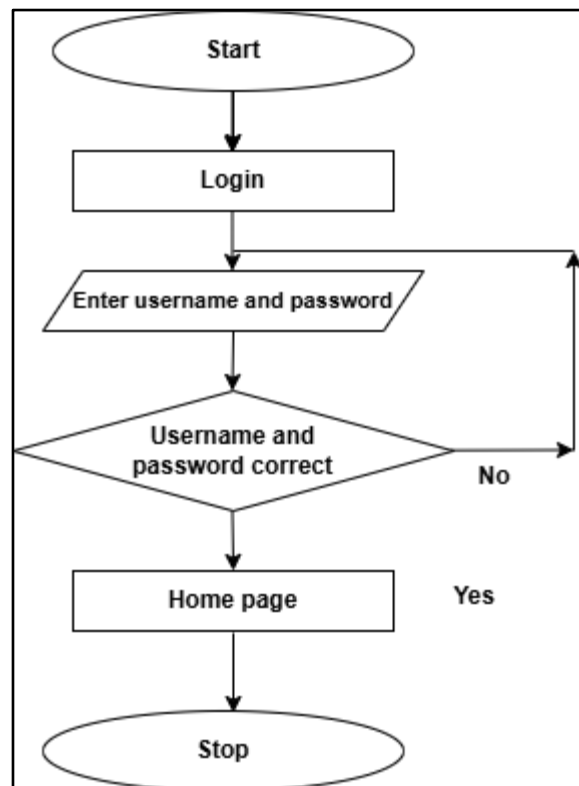 Start
Login
Enter username and password
Username and
password correct
No
Home page
Yes
Stop